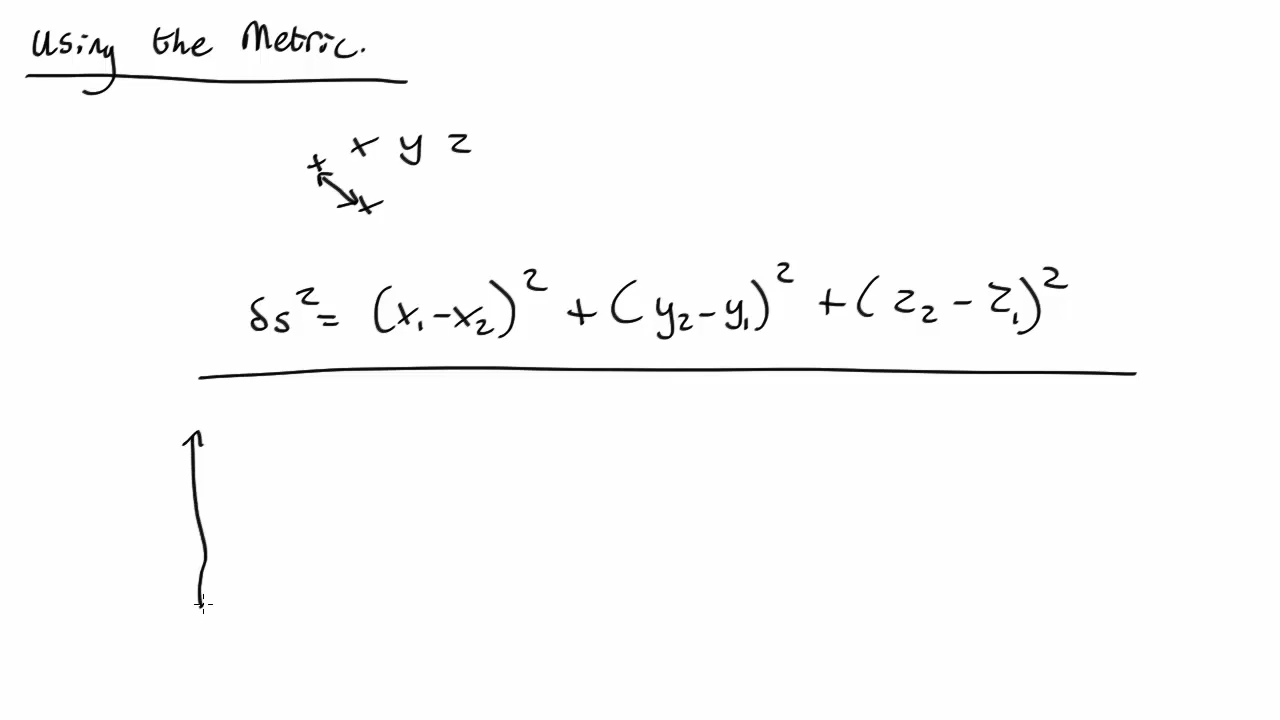 Using the Metric.
x y z
δs² = (x₁-x₂)² + (y₂-y₁)² + (z₂-z₁)²